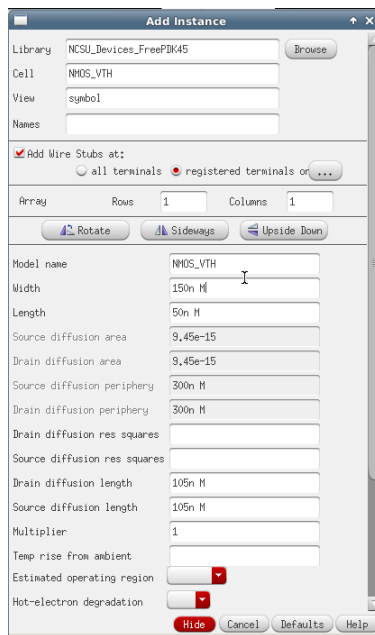 Add Instance
Library NCSU_Devices_FreePDK45 Browse
Cell NMOS_VTH
View symbol
Names
Add Wire Stubs at:
all terminals registered terminals on ...
Array Rows 1 Columns 1
Rotate Sideways Upside Down
Model name NMOS_VTH
Width 150n M
Length 50n M
Source diffusion area 9.45e-15
Drain diffusion area 9.45e-15
Source diffusion periphery 300n M
Drain diffusion periphery 300n M
Drain diffusion res squares
Source diffusion res squares
Drain diffusion length 105n M
Source diffusion length 105n M
Multiplier 1
Temp rise from ambient
Estimated operating region
Hot-electron degradation
Hide Cancel Defaults Help